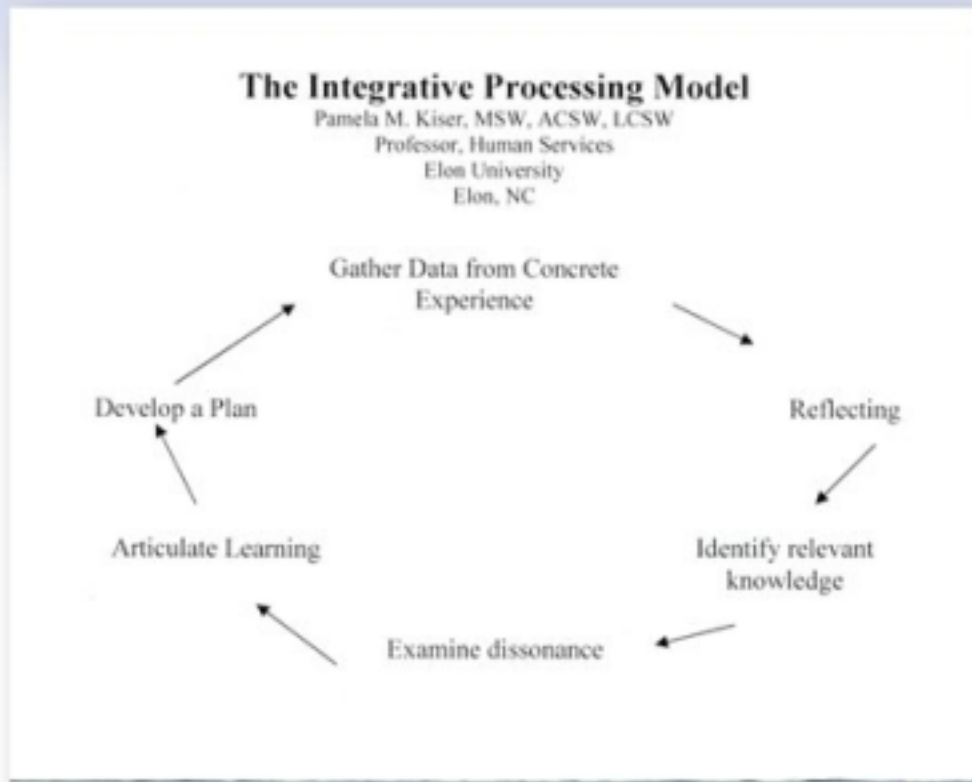 The Integrative Processing Model
Pamela M. Kiser, MSW, ACSW, LCSW
Professor, Human Services
Elon University
Elon, NC
Gather Data from Concrete
Experience
Develop a Plan
Reflecting
Articulate Learning
Identify relevant
knowledge
Examine dissonance